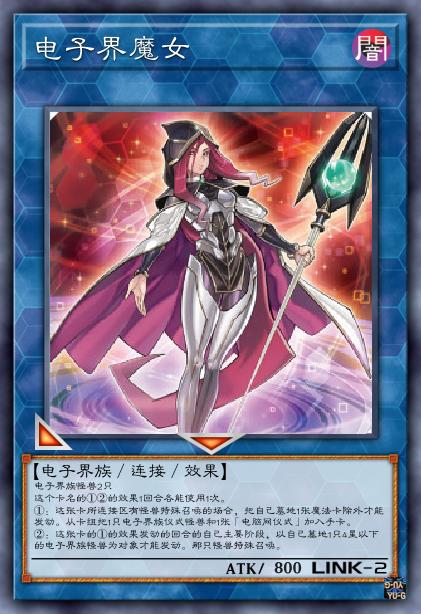 电子界魔女
闇
【电子界族／连接／效果】
电子界族怪兽2只
这个卡名的①②的效果1回合各能使用1次。
①：这张卡所连接区有怪兽特殊召唤的场合，把自己墓地1张魔法卡除外才能
发动。从卡组把1只电子界族仪式怪兽和1张「电脑网仪式」加入手卡。
②：这张卡的①的效果发动的回合的自己主要阶段，以自己墓地1只4星以下
的电子界族怪兽为对象才能发动。那只怪兽特殊召唤。
ATK/ 800 LINK-2